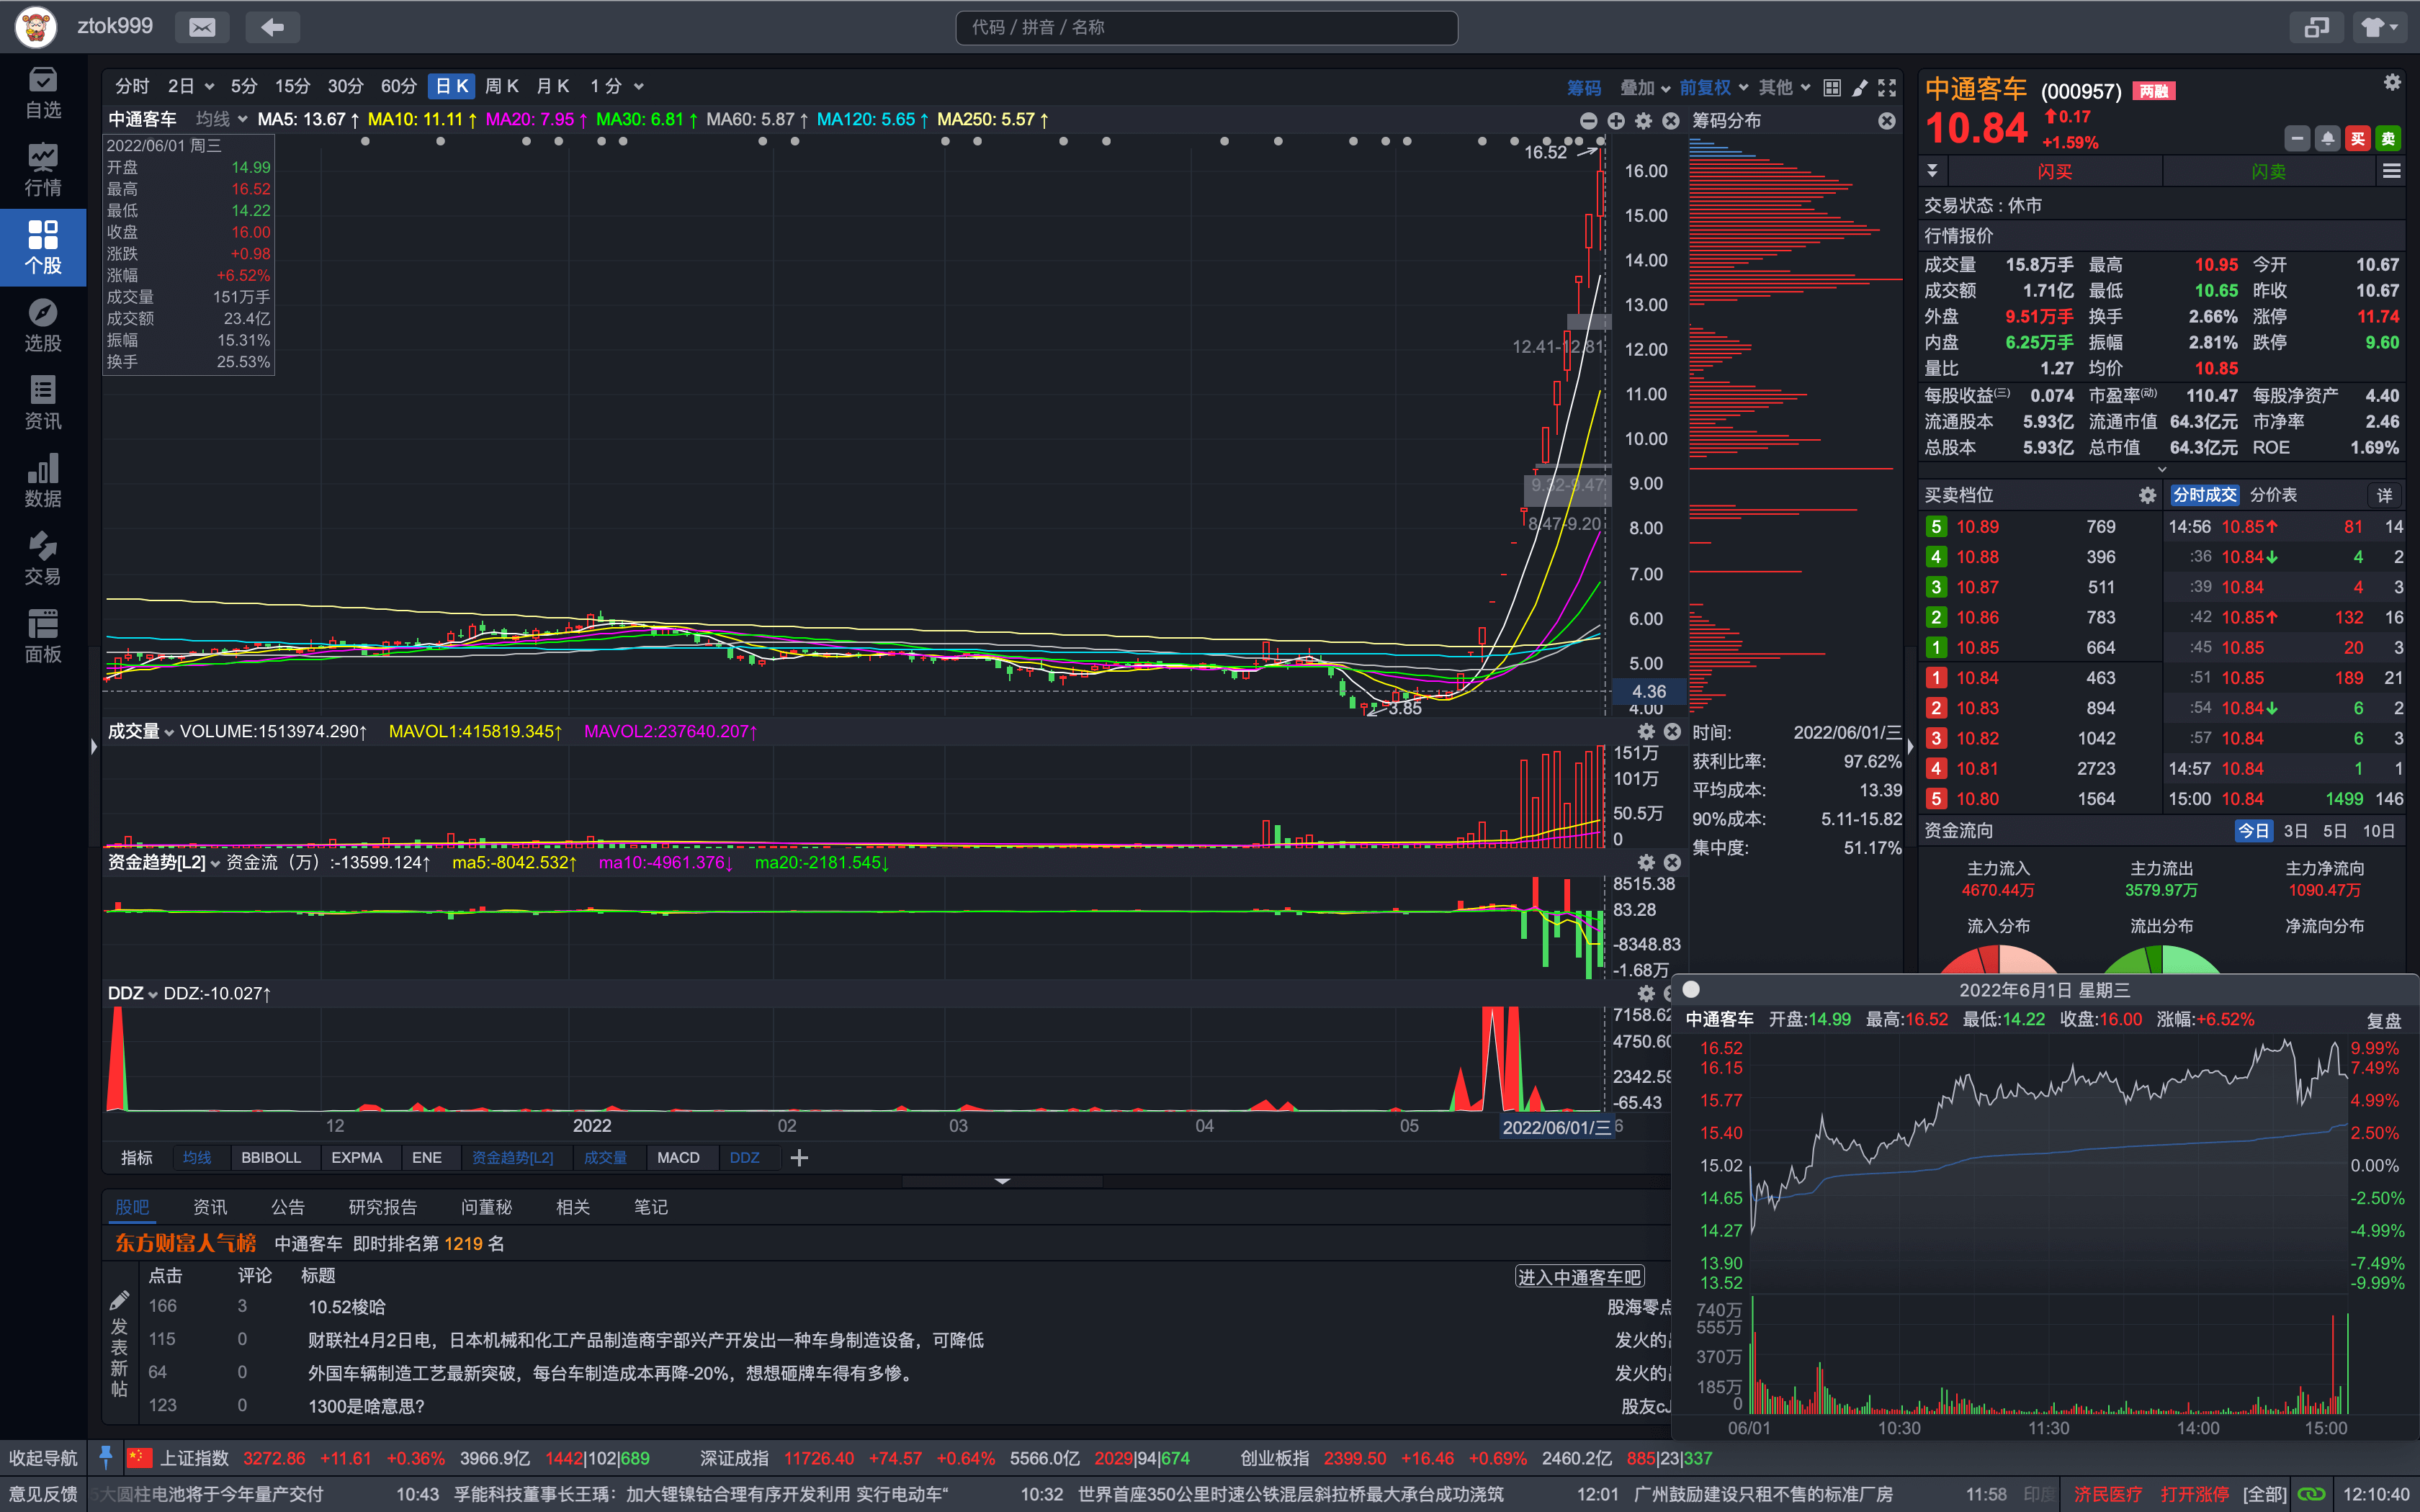 ztok999
代码 / 拼音 / 名称
自选
行情
个股
选股
资讯
数据
交易
面板
分时 2日 5分 15分 30分 60分 日K 周K 月K 1分
筹码 叠加 前复权 其他
中通客车 均线 MA5: 13.67↑ MA10: 11.11↑ MA20: 7.95↑ MA30: 6.81↑ MA60: 5.87↑ MA120: 5.65↑ MA250: 5.57↑
筹码分布
2022/06/01 周三
开盘 14.99
最高 16.52
最低 14.22
收盘 16.00
涨跌 +0.98
涨幅 +6.52%
成交量 151万手
成交额 23.4亿
振幅 15.31%
换手 25.53%
16.52
16.00
15.00
14.00
13.00
12.41-12.81
12.00
11.00
10.00
9.32-9.47
9.00
8.47-9.20
8.00
7.00
6.00
5.00
4.36
4.00
3.85
成交量 VOLUME:1513974.290↑ MAVOL1:415819.345↑ MAVOL2:237640.207↑
151万
101万
50.5万
0
资金趋势[L2] 资金流（万）:-13599.124↑ ma5:-8042.532↑ ma10:-4961.376↓ ma20:-2181.545↓
8515.38
83.28
-8348.83
-1.68万
DDZ DDZ:-10.027↑
7158.62
4750.60
2342.59
-65.43
12 2022 02 03 04 05 2022/06/01/三 6
指标 均线 BBIBOLL EXPMA ENE 资金趋势[L2] 成交量 MACD DDZ
时间: 2022/06/01/三
获利比率: 97.62%
平均成本: 13.39
90%成本: 5.11-15.82
集中度: 51.17%
股吧 资讯 公告 研究报告 问董秘 相关 笔记
东方财富人气榜 中通客车 即时排名第 1219 名
点击 评论 标题 进入中通客车吧
166 3 10.52梭哈 股海零点
115 0 财联社4月2日电，日本机械和化工产品制造商宇部兴产开发出一种车身制造设备，可降低 发火的
64 0 外国车辆制造工艺最新突破，每台车制造成本再降-20%，想想砸牌车得有多惨。 发火的
123 0 1300是啥意思? 股友cJ
发表新帖
中通客车 (000957) 两融
10.84 ↑0.17
+1.59%
买 卖
闪买 闪卖
交易状态 : 休市
行情报价
成交量 15.8万手 最高 10.95 今开 10.67
成交额 1.71亿 最低 10.65 昨收 10.67
外盘 9.51万手 换手 2.66% 涨停 11.74
内盘 6.25万手 振幅 2.81% 跌停 9.60
量比 1.27 均价 10.85
每股收益(三) 0.074 市盈率(动) 110.47 每股净资产 4.40
流通股本 5.93亿 流通市值 64.3亿元 市净率 2.46
总股本 5.93亿 总市值 64.3亿元 ROE 1.69%
买卖档位 分时成交 分价表 详
5 10.89 769 14:56 10.85↑ 81 14
4 10.88 396 :36 10.84↓ 4 2
3 10.87 511 :39 10.84 4 3
2 10.86 783 :42 10.85↑ 132 16
1 10.85 664 :45 10.85 20 3
1 10.84 463 :51 10.85 189 21
2 10.83 894 :54 10.84↓ 6 2
3 10.82 1042 :57 10.84 6 3
4 10.81 2723 14:57 10.84 1 1
5 10.80 1564 15:00 10.84 1499 146
资金流向 今日 3日 5日 10日
主力流入 主力流出 主力净流向
4670.44万 3579.97万 1090.47万
流入分布 流出分布 净流向分布
2022年6月1日 星期三
中通客车 开盘:14.99 最高:16.52 最低:14.22 收盘:16.00 涨幅:+6.52% 复盘
16.52 9.99%
16.15 7.49%
15.77 4.99%
15.40 2.50%
15.02 0.00%
14.65 -2.50%
14.27 -4.99%
13.90 -7.49%
13.52 -9.99%
740万
555万
370万
185万
0
06/01 10:30 11:30 14:00 15:00
收起导航 上证指数 3272.86 +11.61 +0.36% 3966.9亿 1442|102|689 深证成指 11726.40 +74.57 +0.64% 5566.0亿 2029|94|674 创业板指 2399.50 +16.46 +0.69% 2460.2亿 885|23|337
意见反馈 5大圆柱电池将于今年量产交付 10:43 孚能科技董事长王瑀：加大锂镍钴合理有序开发利用 实行电动车“ 10:32 世界首座350公里时速公铁混层斜拉桥最大承台成功浇筑 12:01 广州鼓励建设只租不售的标准厂房 11:58 印度 济民医疗 打开涨停 [全部] 12:10:40